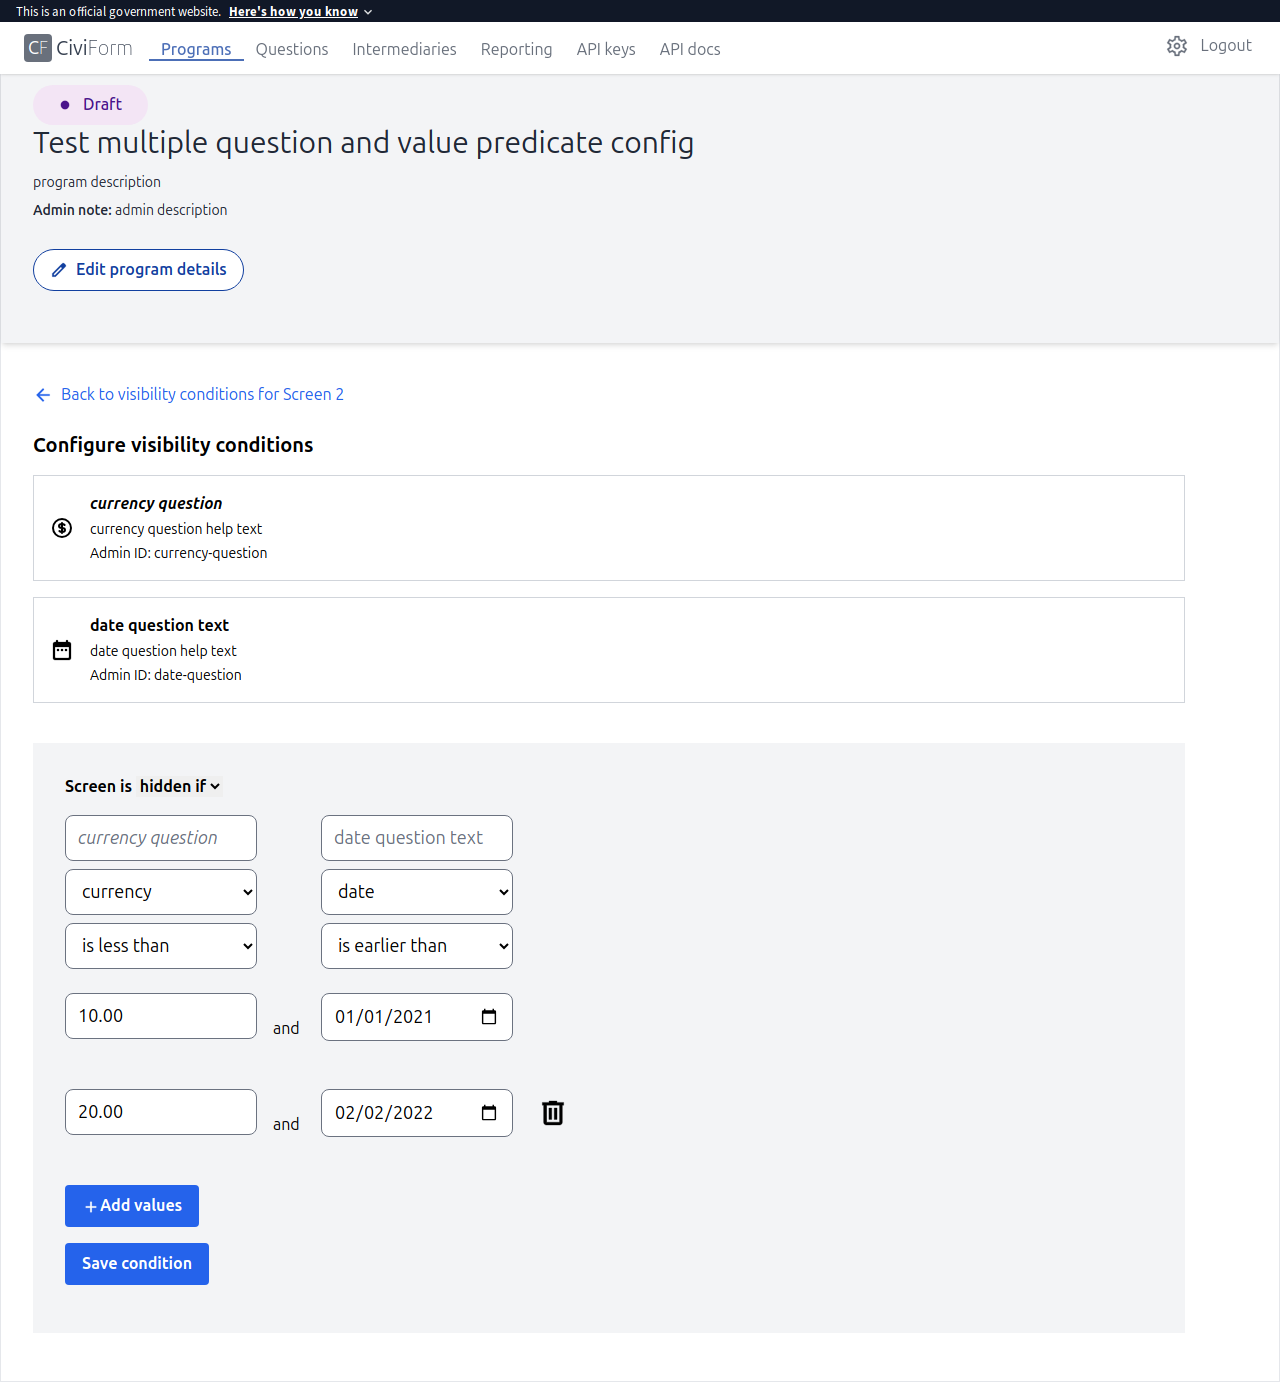 This is an official government website. Here's how you know
CF CiviForm Programs Questions Intermediaries Reporting API keys API docs Logout
Draft
Test multiple question and value predicate config
program description
Admin note: admin description
Edit program details
Back to visibility conditions for Screen 2
Configure visibility conditions
currency question
currency question help text
Admin ID: currency-question
date question text
date question help text
Admin ID: date-question
Screen is hidden if
currency question date question text
currency date
is less than is earlier than
10.00 and 01/01/2021
20.00 and 02/02/2022
+ Add values
Save condition